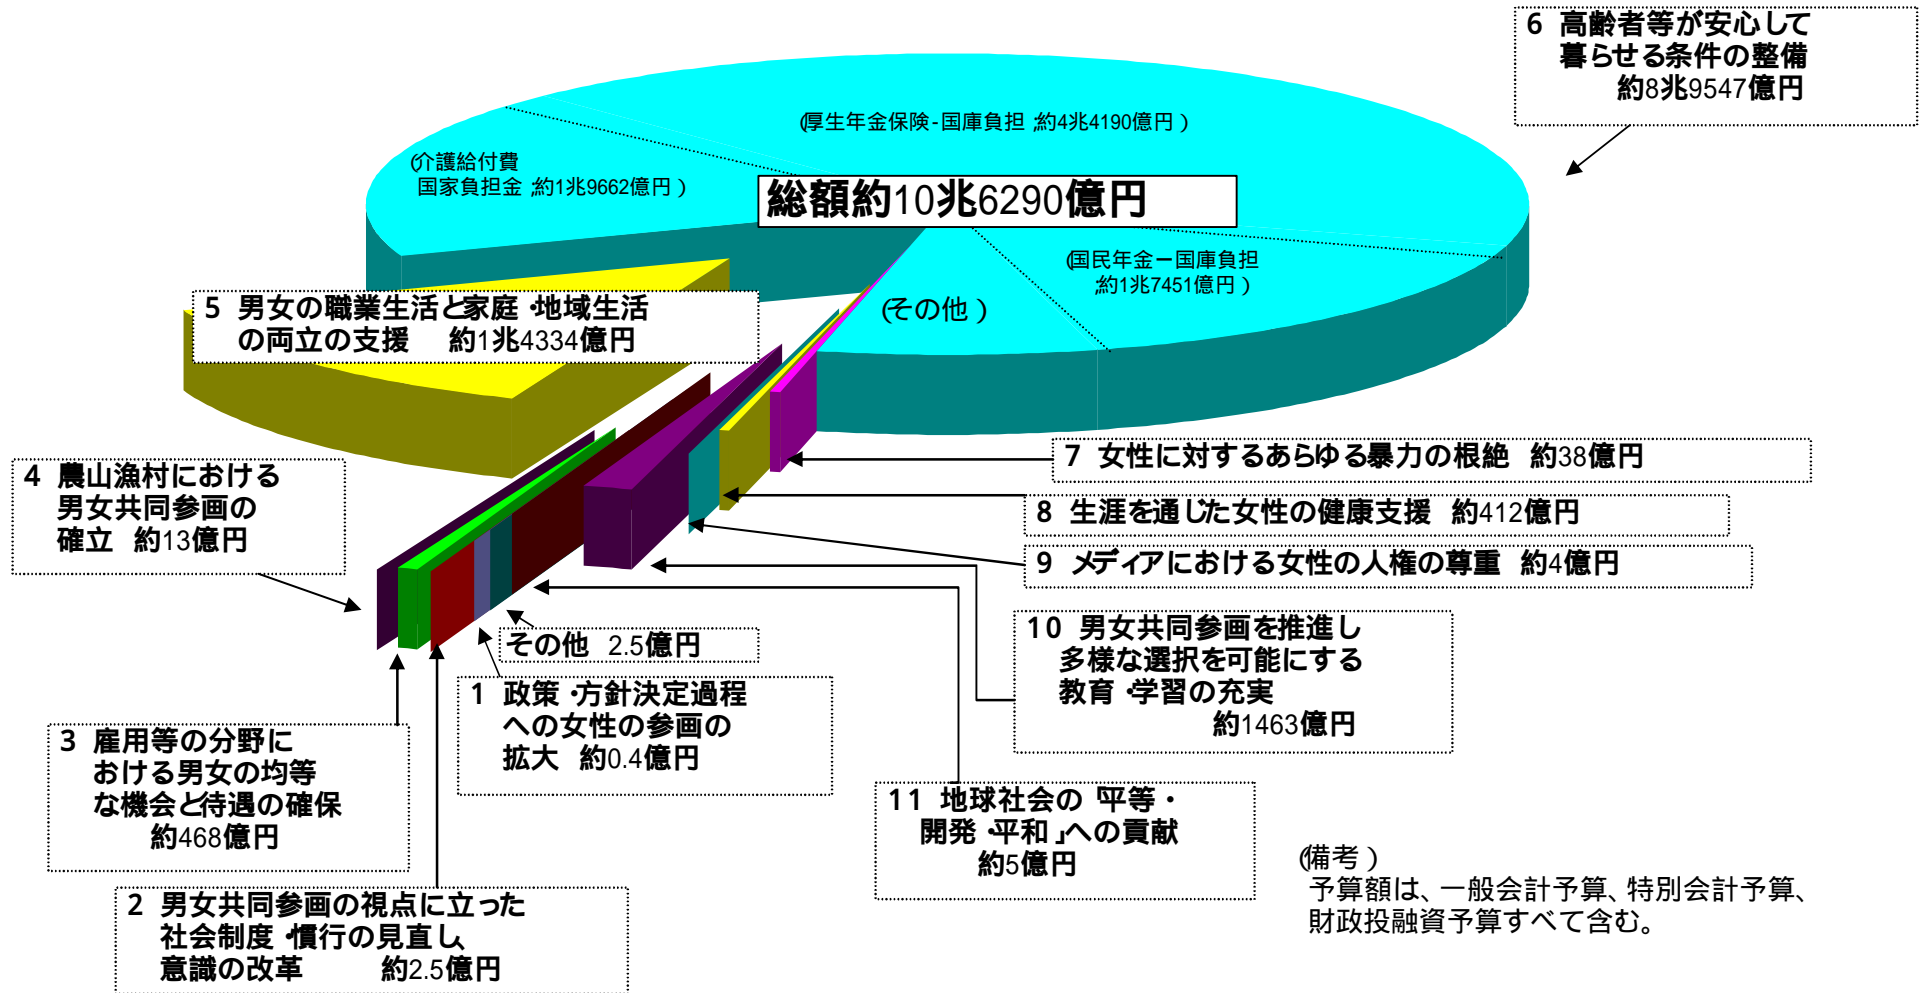 6 高齢者等が安心して
暮らせる条件の整備
約8兆9547億円
(厚生年金保険-国庫負担;約4兆4190億円)
(介護給付費
国家負担金;約1兆9662億円)
総額約10兆6290億円
(国民年金－国庫負担
;約1兆7451億円)
(その他)
5 男女の職業生活と家庭・地域生活
の両立の支援 約1兆4334億円
4 農山漁村における
男女共同参画の
確立 約13億円
7 女性に対するあらゆる暴力の根絶 約38億円
8 生涯を通じた女性の健康支援 約412億円
9 メディアにおける女性の人権の尊重 約4億円
10 男女共同参画を推進し
多様な選択を可能にする
教育・学習の充実
約1463億円
その他 2.5億円
1 政策・方針決定過程
への女性の参画の
拡大 約0.4億円
3 雇用等の分野に
おける男女の均等
な機会と待遇の確保
約468億円
11 地球社会の「平等・
開発・平和」への貢献
約5億円
2 男女共同参画の視点に立った
社会制度・慣行の見直し、
意識の改革 約2.5億円
(備考)
予算額は、一般会計予算、特別会計予算、
財政投融資予算すべて含む。